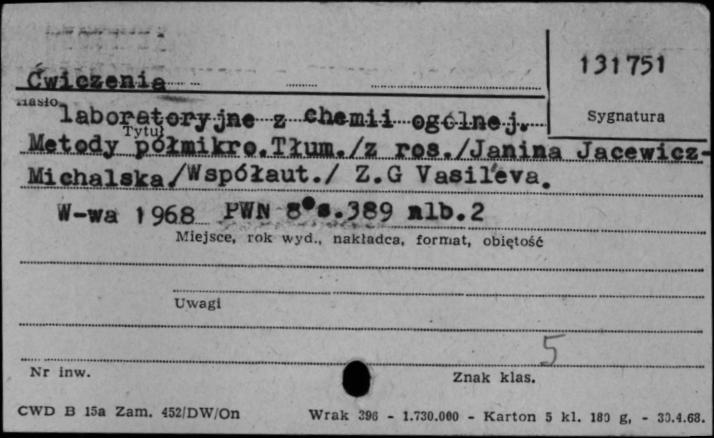 131751
Ćwiczenia
Hasło
laboratoryjne z chemii ogólnej.
Sygnatura
Tytuł
Metody półmikro.Tłum./z ros./Janina Jacewicz-
Michalska/Współaut./ Z.G Vasil'eva.
W-wa 1968 PWN 8° s.389 nlb.2
Miejsce, rok wyd., nakładca, format, objętość
Uwagi
5
Nr inw.
Znak klas.
CWD B 15a Zam. 452/DW/On
Wrak 396 - 1.730.000 - Karton 5 kl. 180 g, - 30.4.68.